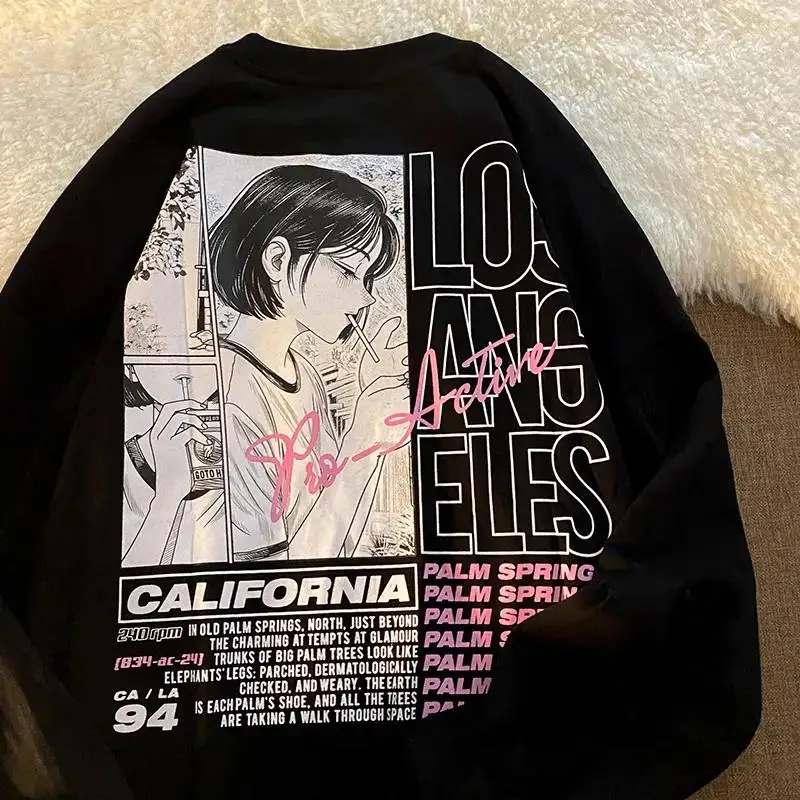 LOS
ANG
ELES
Pro-Active
GOTO H
CALIFORNIA
240 rpm
[834-ac-24]
CA / LA
94
IN OLD PALM SPRINGS, NORTH, JUST BEYOND
THE CHARMING AT TEMPTS AT GLAMOUR
TRUNKS OF BIG PALM TREES LOOK LIKE
ELEPHANTS' LEGS: PARCHED, DERMATOLOGICALLY
CHECKED, AND WEARY. THE EARTH
IS EACH PALM'S SHOE, AND ALL THE TREES
ARE TAKING A WALK THROUGH SPACE
PALM SPRING
PALM SPRIN
PALM SPR
PALM S
PALM
PALM
PAL